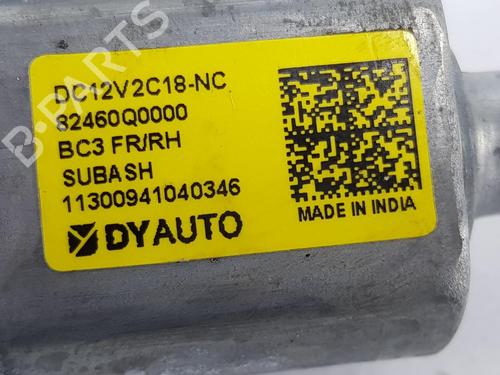 DC12V2C18-NC
82460Q0000
BC3 FR/RH
SUBASH
11300941040346
DYAUTO
MADE IN INDIA
B-PARTS